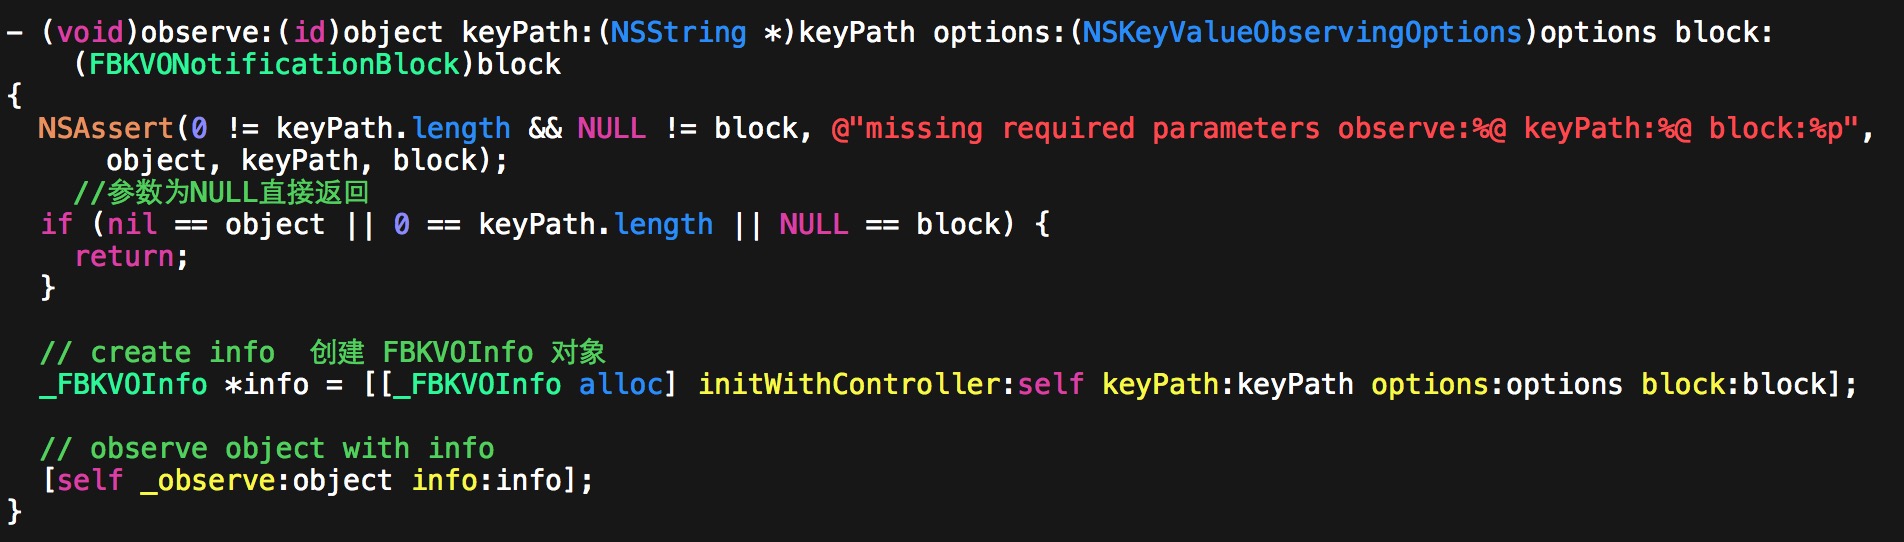 - (void)observe:(id)object keyPath:(NSString *)keyPath options:(NSKeyValueObservingOptions)options block:
(FBKVONotificationBlock)block
{
NSAssert(0 != keyPath.length && NULL != block, @"missing required parameters observe:%@ keyPath:%@ block:%p",
object, keyPath, block);
//参数为NULL直接返回
if (nil == object || 0 == keyPath.length || NULL == block) {
return;
}
// create info  创建 FBKVOInfo 对象
_FBKVOInfo *info = [[_FBKVOInfo alloc] initWithController:self keyPath:keyPath options:options block:block];
// observe object with info
[self _observe:object info:info];
}